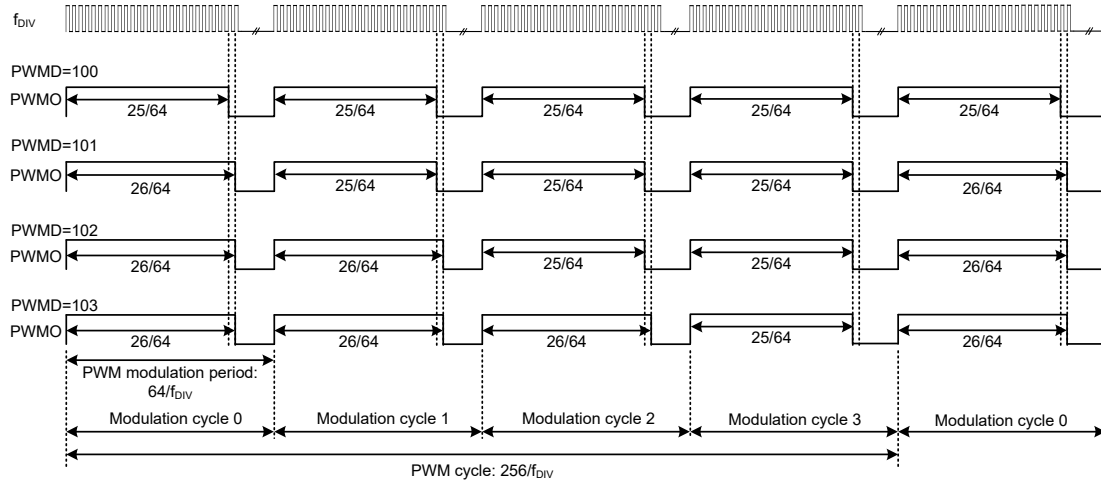 fDIV
PWMD=100
PWMO
25/64 25/64 25/64 25/64 25/64
PWMD=101
PWMO
26/64 25/64 25/64 25/64 26/64
PWMD=102
PWMO
26/64 26/64 25/64 25/64 26/64
PWMD=103
PWMO
26/64 26/64 26/64 25/64 26/64
PWM modulation period:
64/fDIV
Modulation cycle 0 Modulation cycle 1 Modulation cycle 2 Modulation cycle 3 Modulation cycle 0
PWM cycle: 256/fDIV